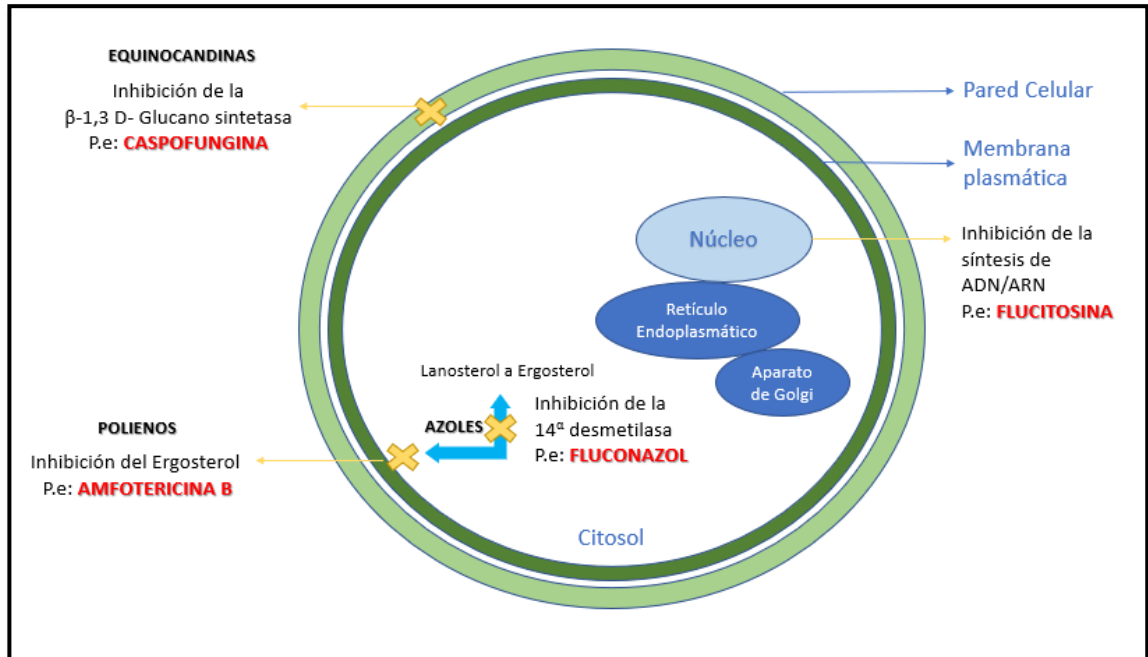 EQUINOCANDINAS
Inhibición de la
β-1,3 D- Glucano sintetasa
P.e: CASPOFUNGINA
Pared Celular
Membrana
plasmática
Núcleo
Inhibición de la
síntesis de
ADN/ARN
P.e: FLUCITOSINA
Retículo
Endoplasmático
Aparato
de Golgi
Lanosterol a Ergosterol
AZOLES
Inhibición de la
14α desmetilasa
P.e: FLUCONAZOL
POLIENOS
Inhibición del Ergosterol
P.e: AMFOTERICINA B
Citosol